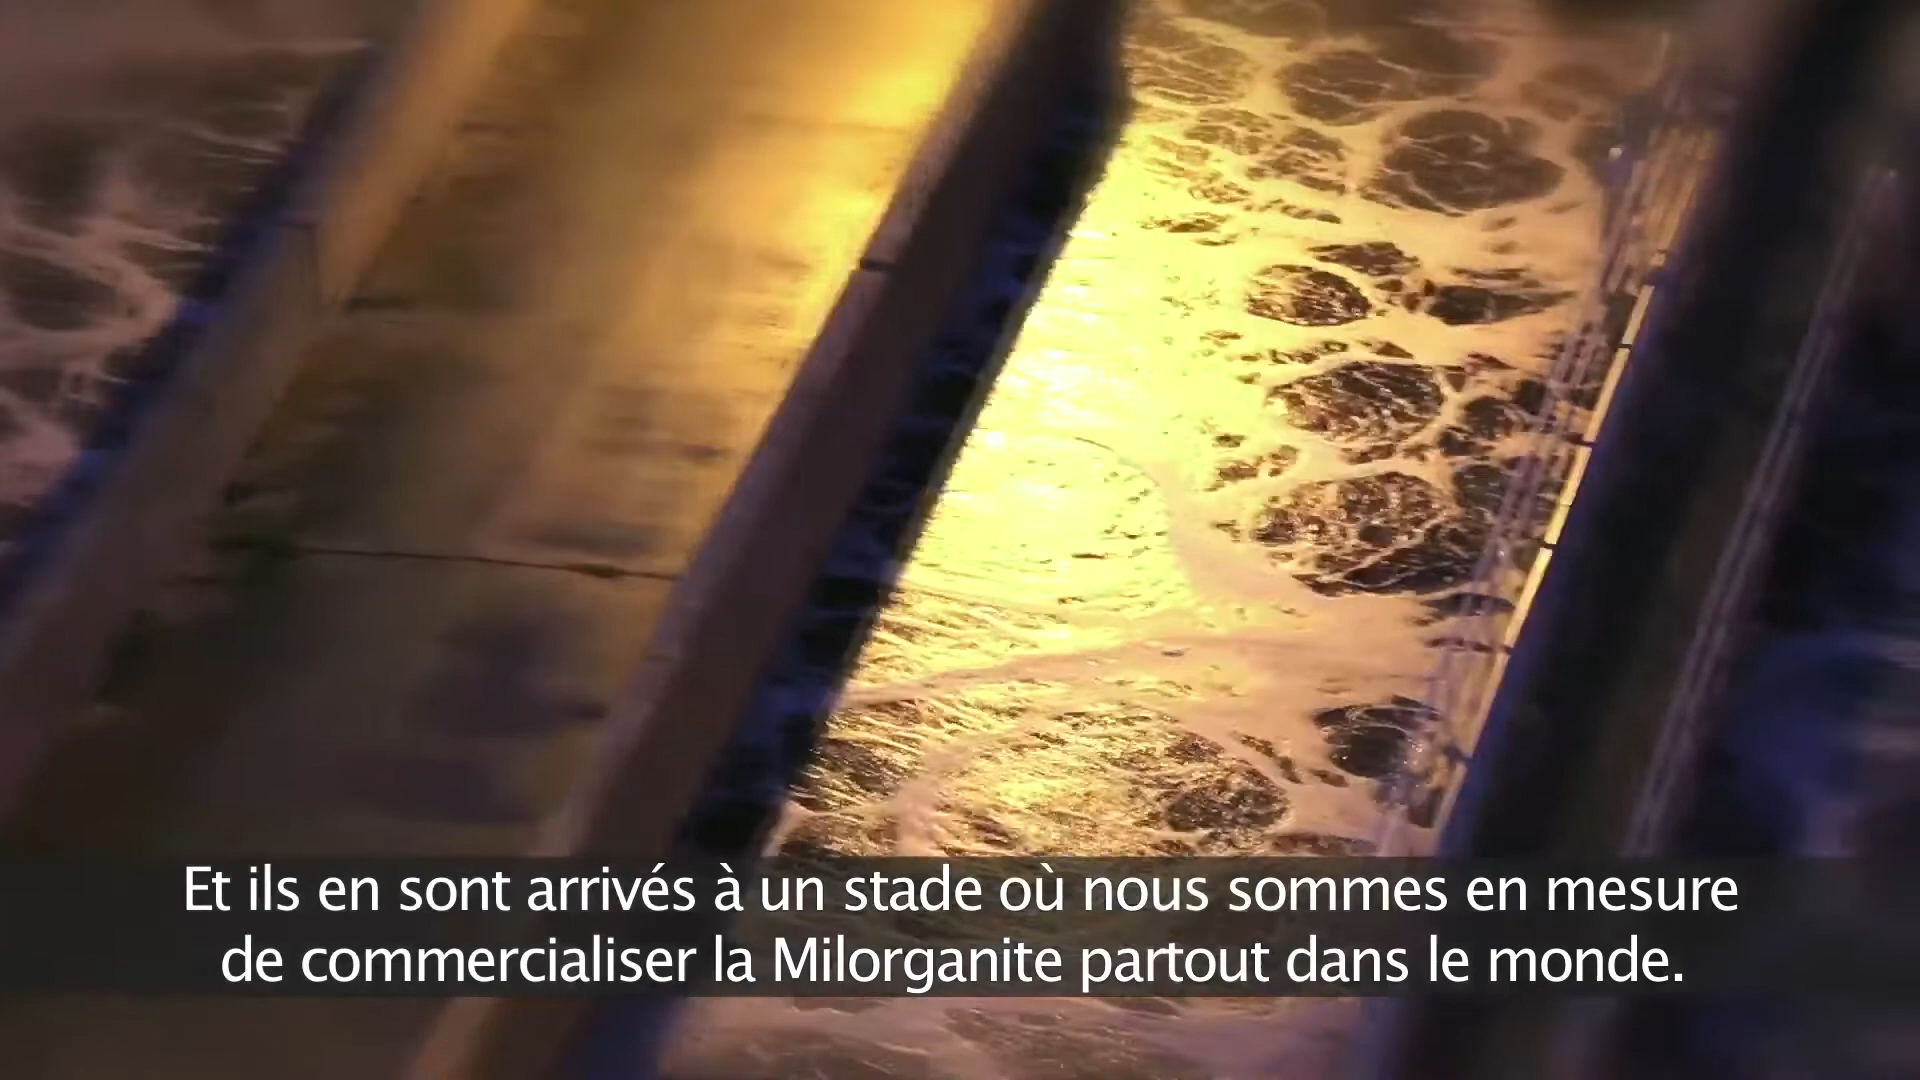 Et ils en sont arrivés à un stade où nous sommes en mesure
de commercialiser la Milorganite partout dans le monde.